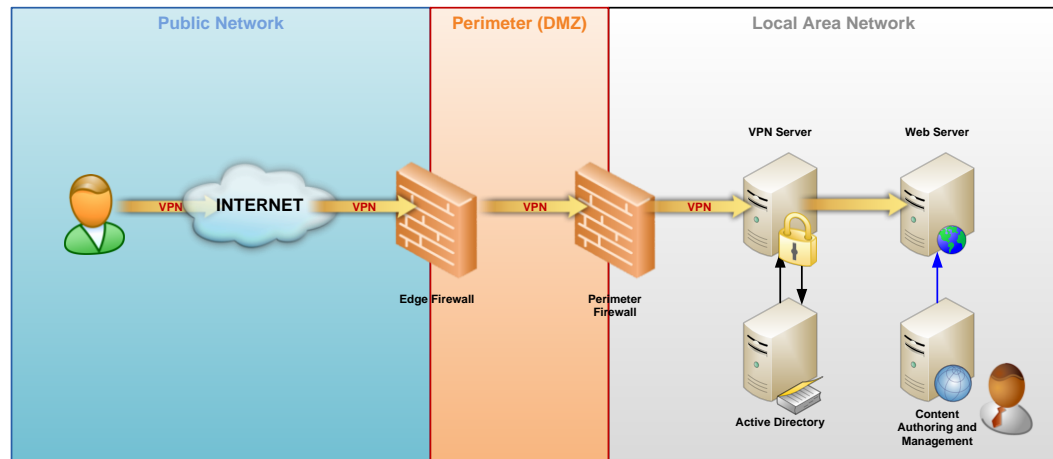 Public Network
Perimeter (DMZ)
Local Area Network
VPN Server
Web Server
VPN
INTERNET
VPN
VPN
VPN
Edge Firewall
Perimeter
Firewall
Active Directory
Content
Authoring and
Management